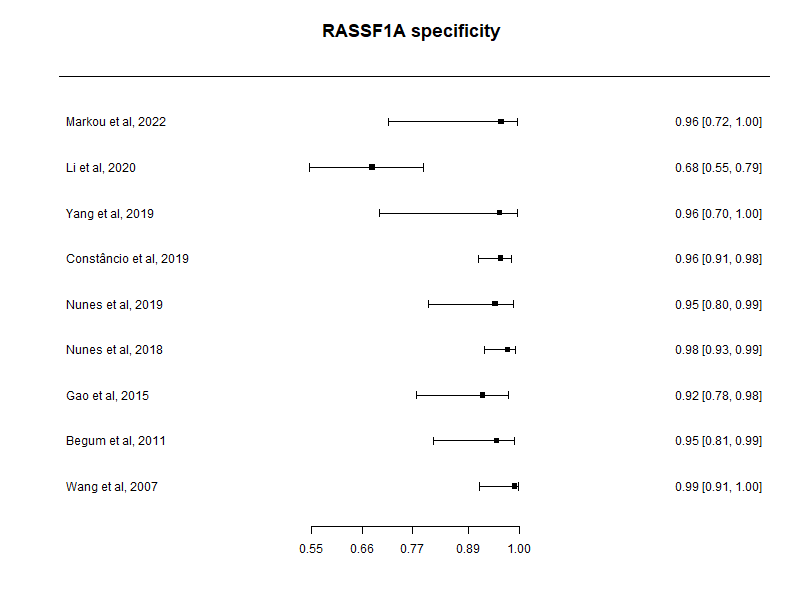 RASSF1A specificity
Markou et al, 2022 0.96 [0.72, 1.00]
Li et al, 2020 0.68 [0.55, 0.79]
Yang et al, 2019 0.96 [0.70, 1.00]
Constâncio et al, 2019 0.96 [0.91, 0.98]
Nunes et al, 2019 0.95 [0.80, 0.99]
Nunes et al, 2018 0.98 [0.93, 0.99]
Gao et al, 2015 0.92 [0.78, 0.98]
Begum et al, 2011 0.95 [0.81, 0.99]
Wang et al, 2007 0.99 [0.91, 1.00]
0.55 0.66 0.77 0.89 1.00